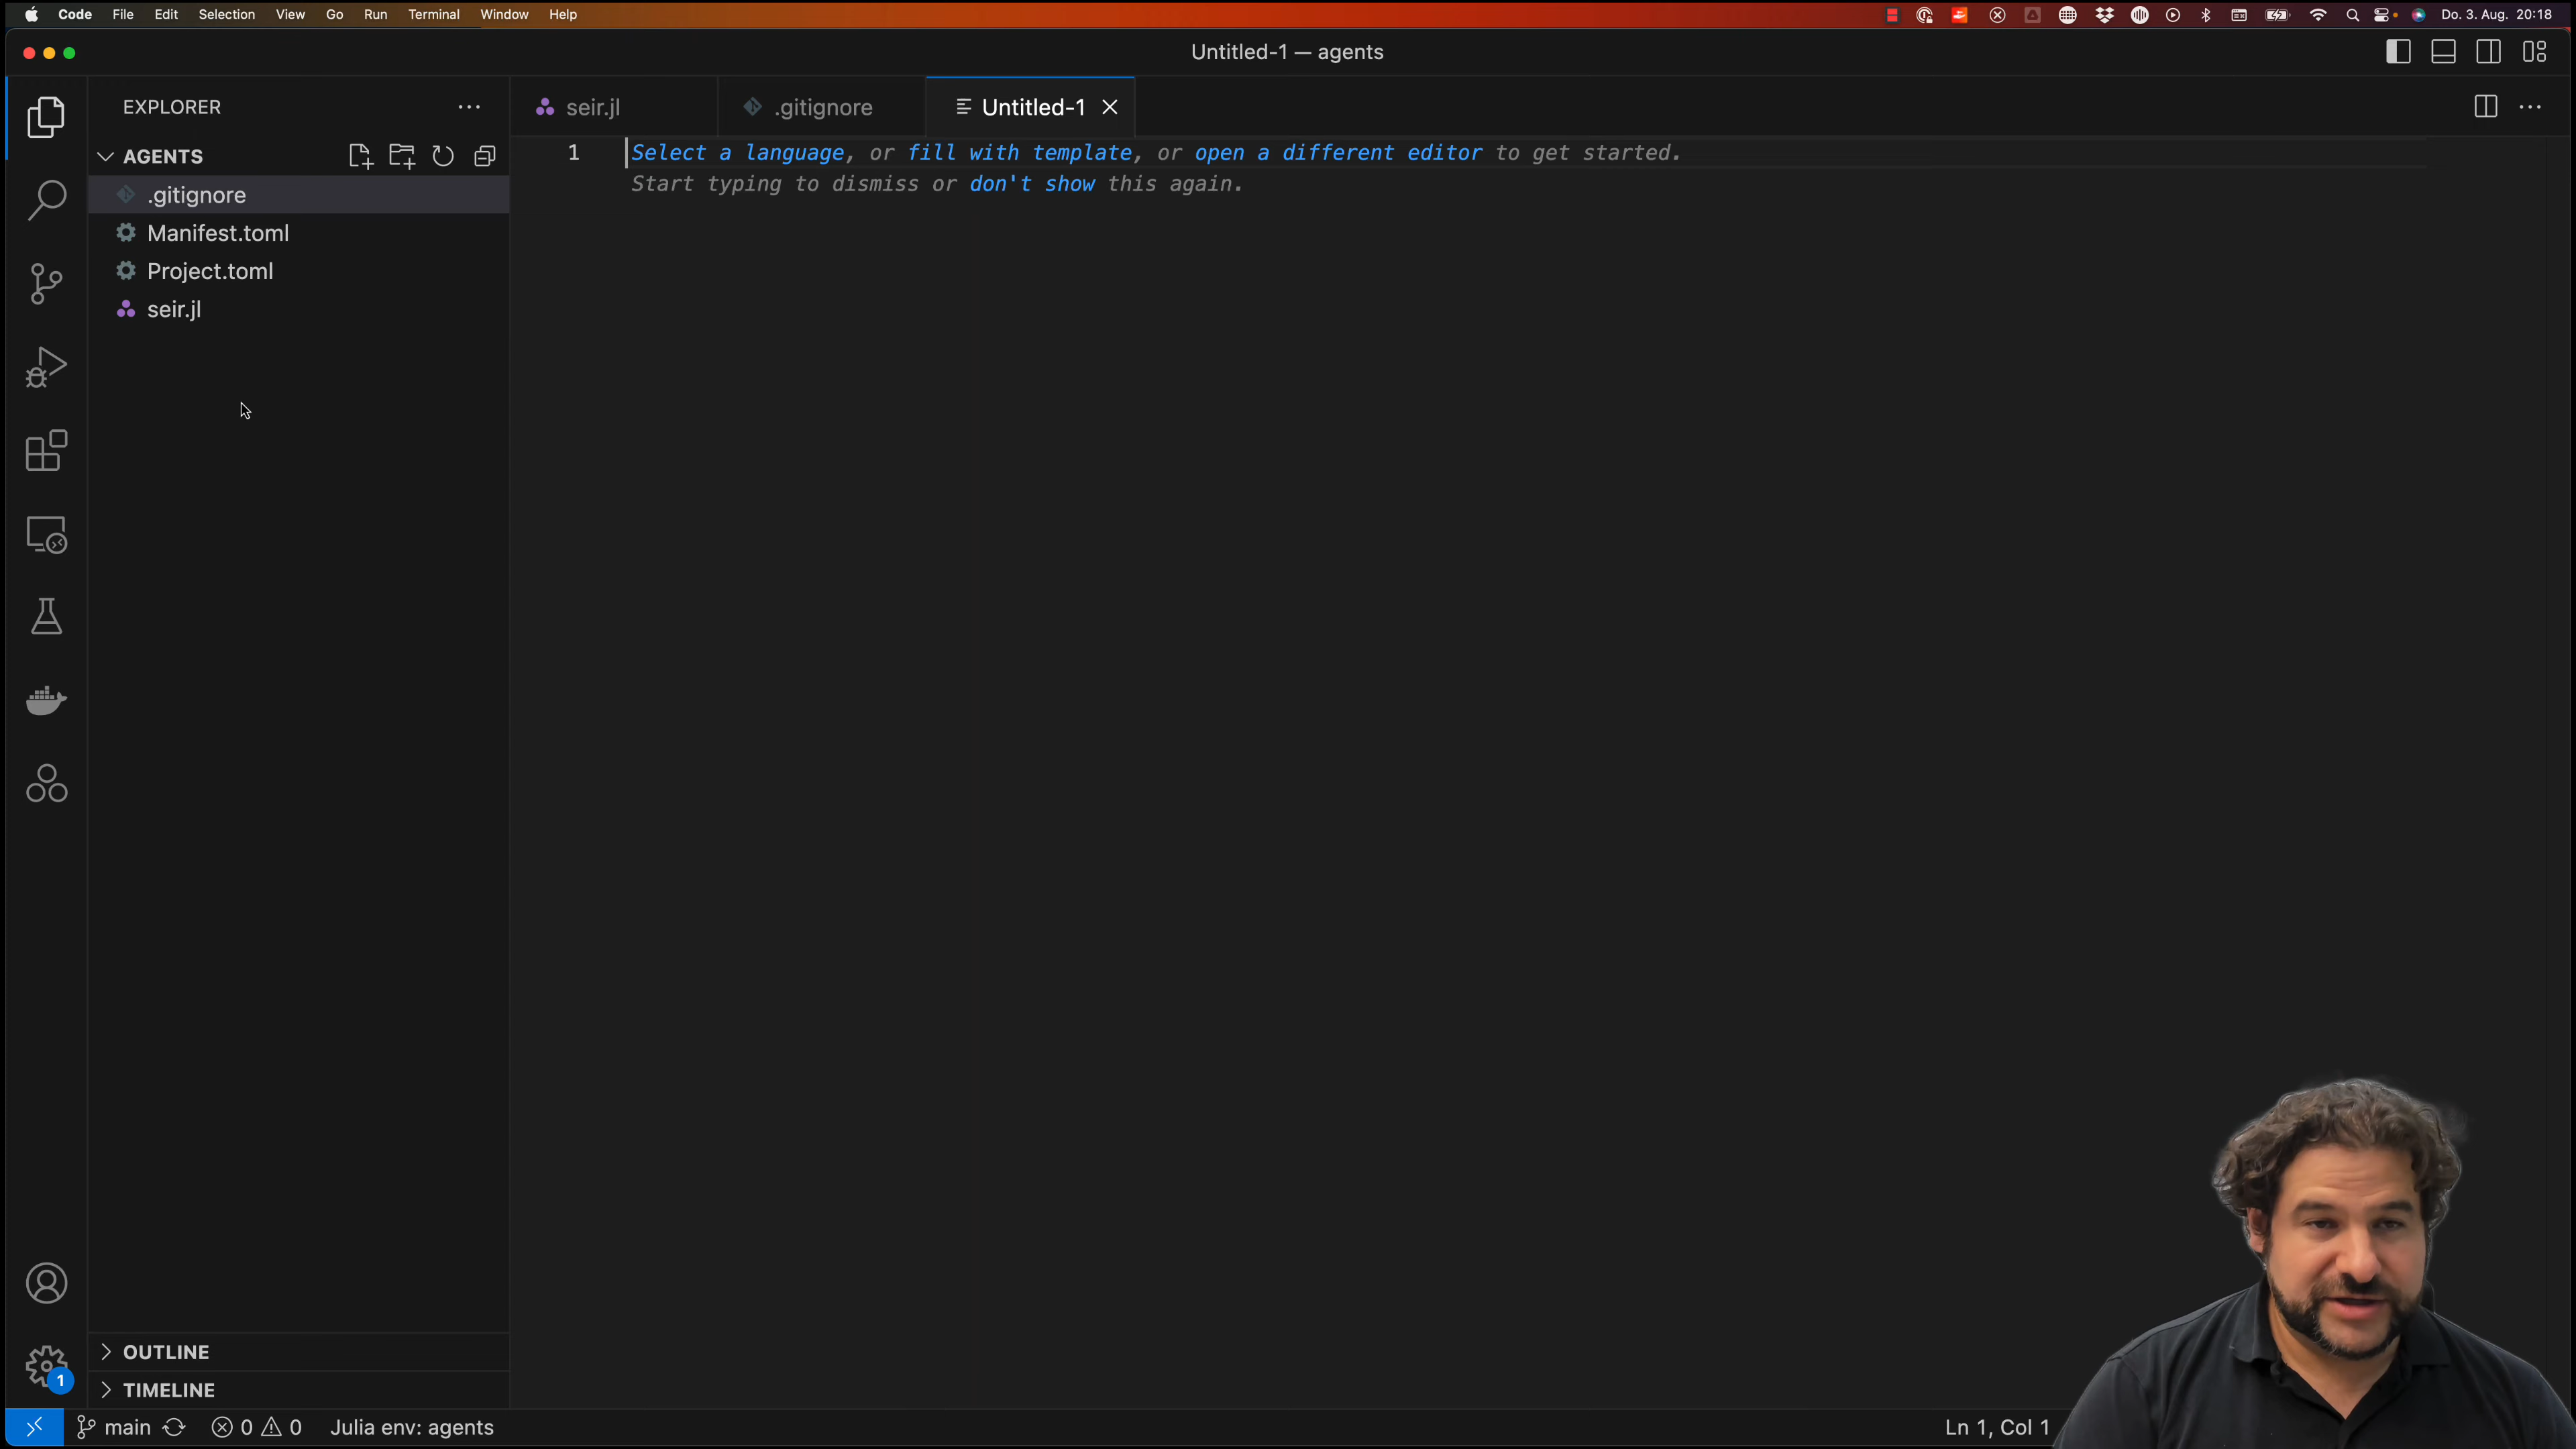 Code File Edit Selection View Go Run Terminal Window Help
Do. 3. Aug. 20:18
Untitled-1 — agents
EXPLORER
seir.jl
.gitignore
Untitled-1
AGENTS
.gitignore
Manifest.toml
Project.toml
seir.jl
1
Select a language, or fill with template, or open a different editor to get started.
Start typing to dismiss or don't show this again.
OUTLINE
1
TIMELINE
main 0 0 Julia env: agents
Ln 1, Col 1